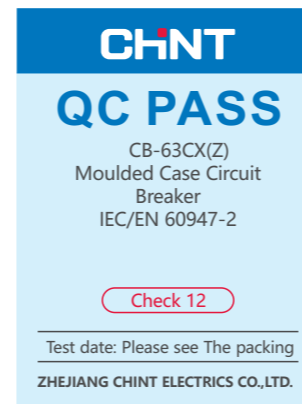 CHNT
QC PASS
CB-63CX(Z)
Moulded Case Circuit
Breaker
IEC/EN 60947-2
Check 12
Test date: Please see The packing
ZHEJIANG CHINT ELECTRICS CO.,LTD.